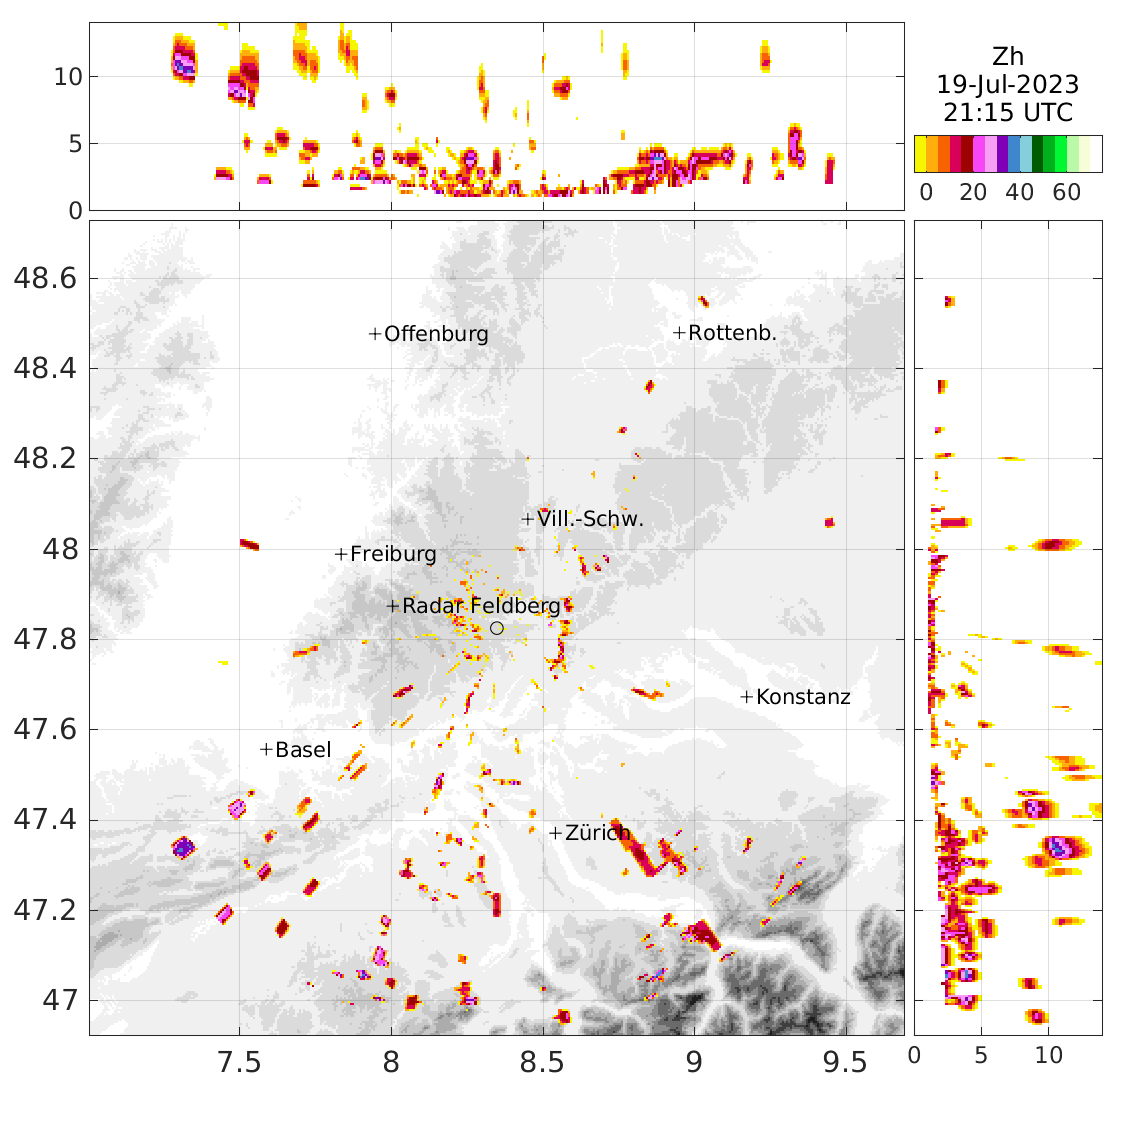 Zh
19-Jul-2023
21:15 UTC
0 20 40 60
10
5
0
48.6
48.4
48.2
48
47.8
47.6
47.4
47.2
47
+Offenburg
+Rottenb.
+Vill.-Schw.
+Freiburg
+Radar Feldberg
+Konstanz
+Basel
+Zürich
7.5 8 8.5 9 9.5
0 5 10